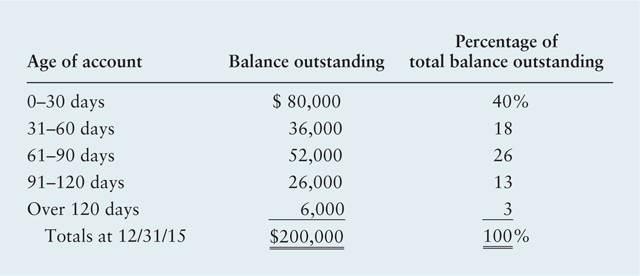 Percentage of
Age of account Balance outstanding total balance outstanding
0–30 days $ 80,000 40%
31–60 days 36,000 18
61–90 days 52,000 26
91–120 days 26,000 13
Over 120 days 6,000 3
Totals at 12/31/15 $200,000 100%